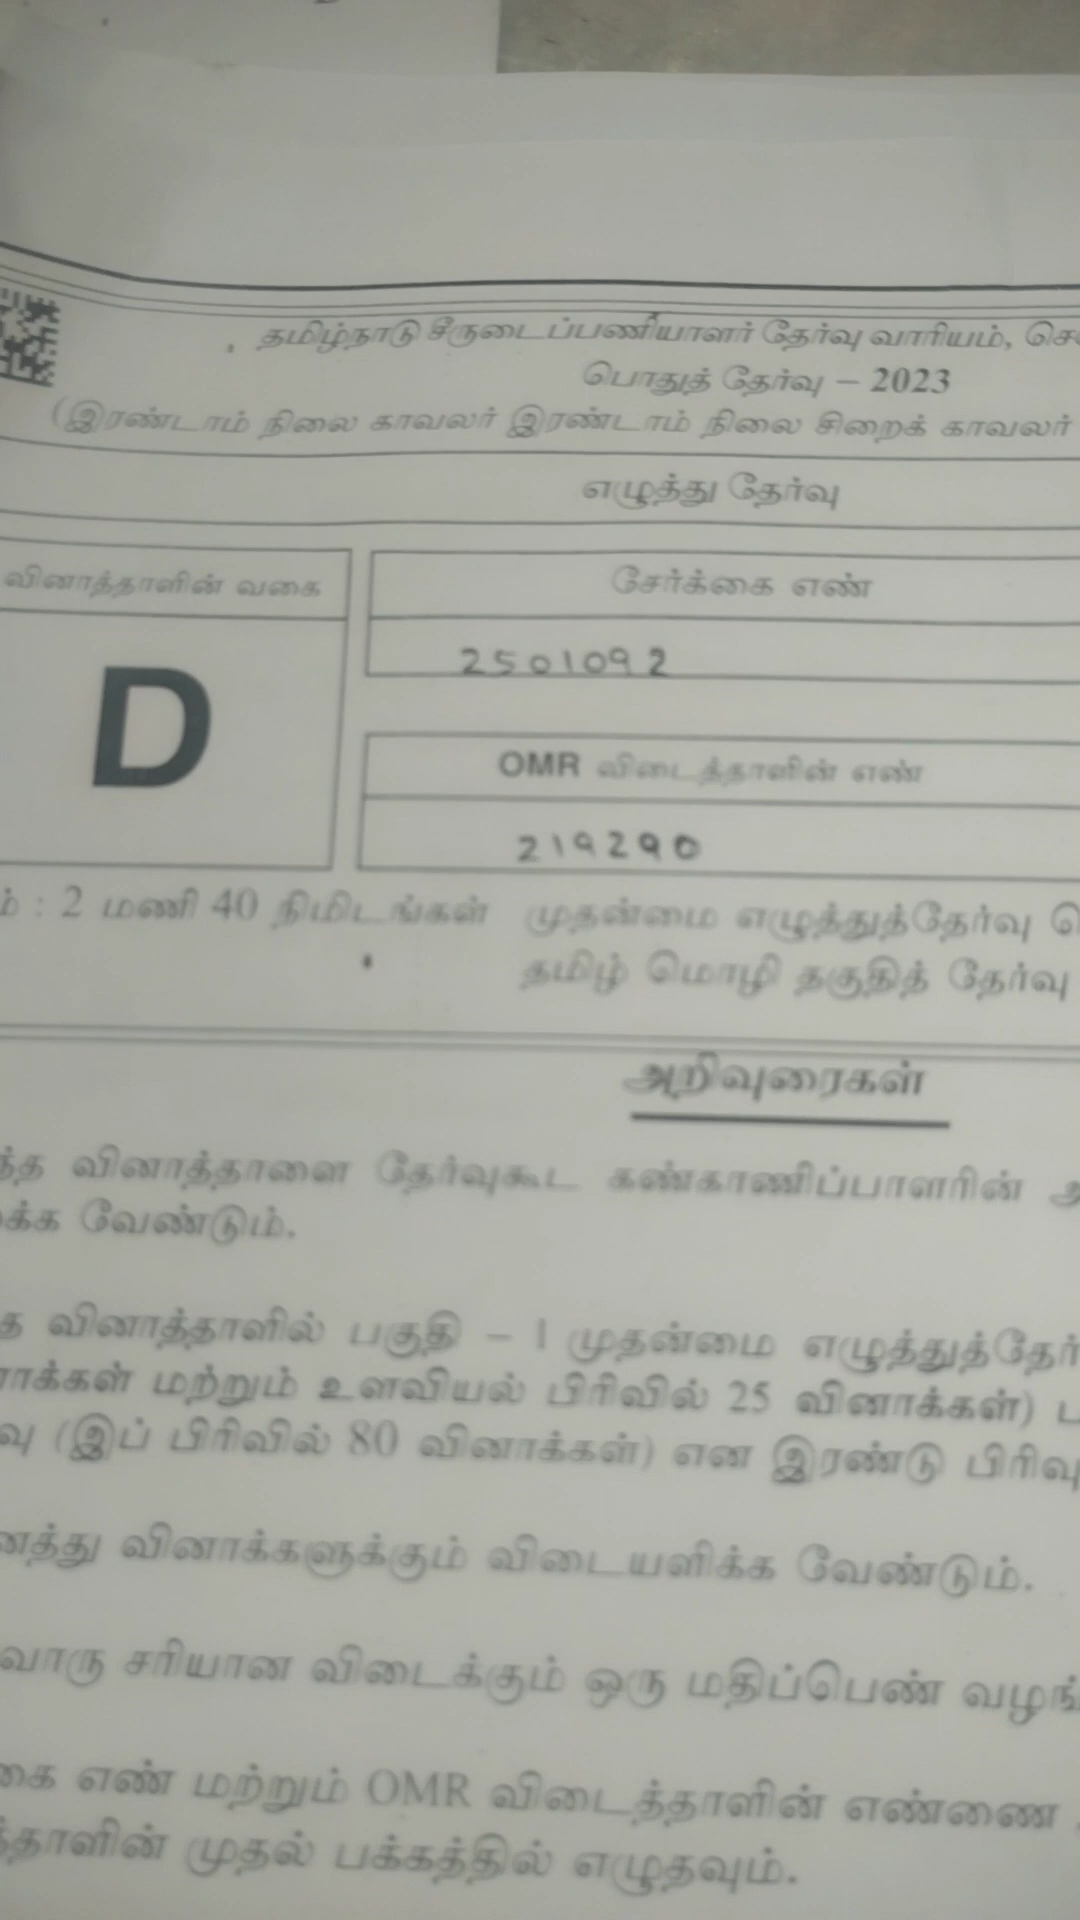 தமிழ்நாடு சீருடைப்பணியாளர் தேர்வு வாரியம்,
பொதுத் தேர்வு – 2023
(இரண்டாம் நிலை காவலர் இரண்டாம் நிலை சிறைக் காவலர்
எழுத்து தேர்வு
வினாத்தாளின் வகை
D
சேர்க்கை எண்
2501092
OMR விடைத்தாளின் எண்
219290
: 2 மணி 40 நிமிடங்கள் முதன்மை எழுத்துத்தேர்வு
தமிழ் மொழி தகுதித் தேர்வு
அறிவுரைகள்
வினாத்தாளை தேர்வுகூட கண்காணிப்பாளரின்
வேண்டும்.
வினாத்தாளில் பகுதி – I முதன்மை எழுத்துத்தேர்
மற்றும் உளவியல் பிரிவில் 25 வினாக்கள்)
(இப் பிரிவில் 80 வினாக்கள்) என இரண்டு பிரிவு
வினாக்களுக்கும் விடையளிக்க வேண்டும்.
சரியான விடைக்கும் ஒரு மதிப்பெண்
எண் மற்றும் OMR விடைத்தாளின் எண்ணை
முதல் பக்கத்தில் எழுதவும்.